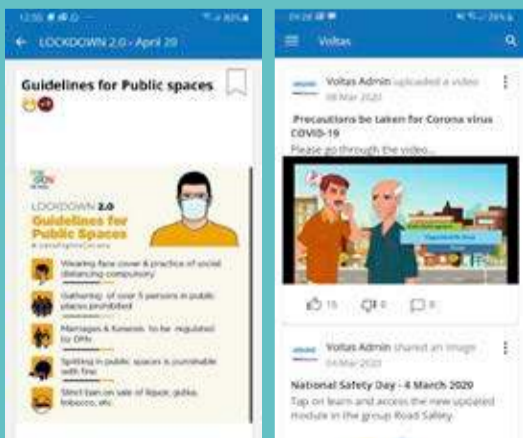 LOCKDOWN 2.0 - April 20
Guidelines for Public spaces
LOCKDOWN 2.0
Guidelines for
Public Spaces
Wearing face cover & practice of social
distancing compulsory
Gathering of over 5 persons in public
places prohibited
Marriages & Funerals to be regulated
by DMs
Spitting in public spaces is punishable
with fine
Strict ban on sale of liquor, gutka,
tobacco, etc
Voltas
Voltas Admin uploaded a video
08 Mar 2020
Precautions be taken for Corona virus
COVID-19
Please go through the video...
15
0
0
Voltas Admin shared an image
04 Mar 2020
National Safety Day - 4 March 2020
Tap on learn and access the new updated
module in the group Road Safety.